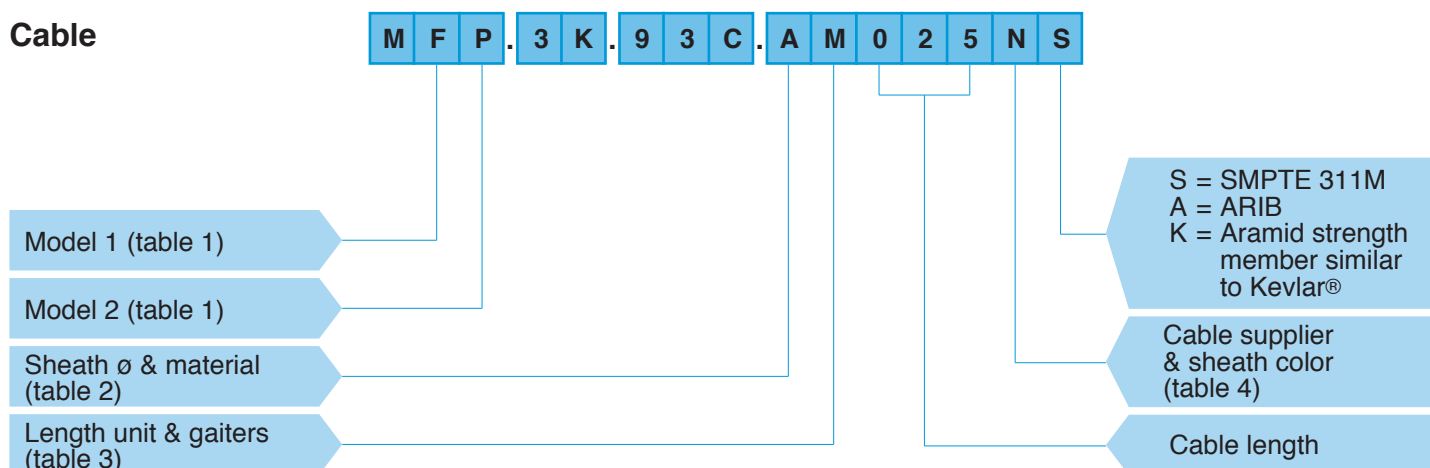 Cable
MFP.3K.93C.AM025NS
Model 1 (table 1)
Model 2 (table 1)
Sheath ø & material
(table 2)
Length unit & gaiters
(table 3)
S = SMPTE 311M
A = ARIB
K = Aramid strength
member similar
to Kevlar®
Cable supplier
& sheath color
(table 4)
Cable length